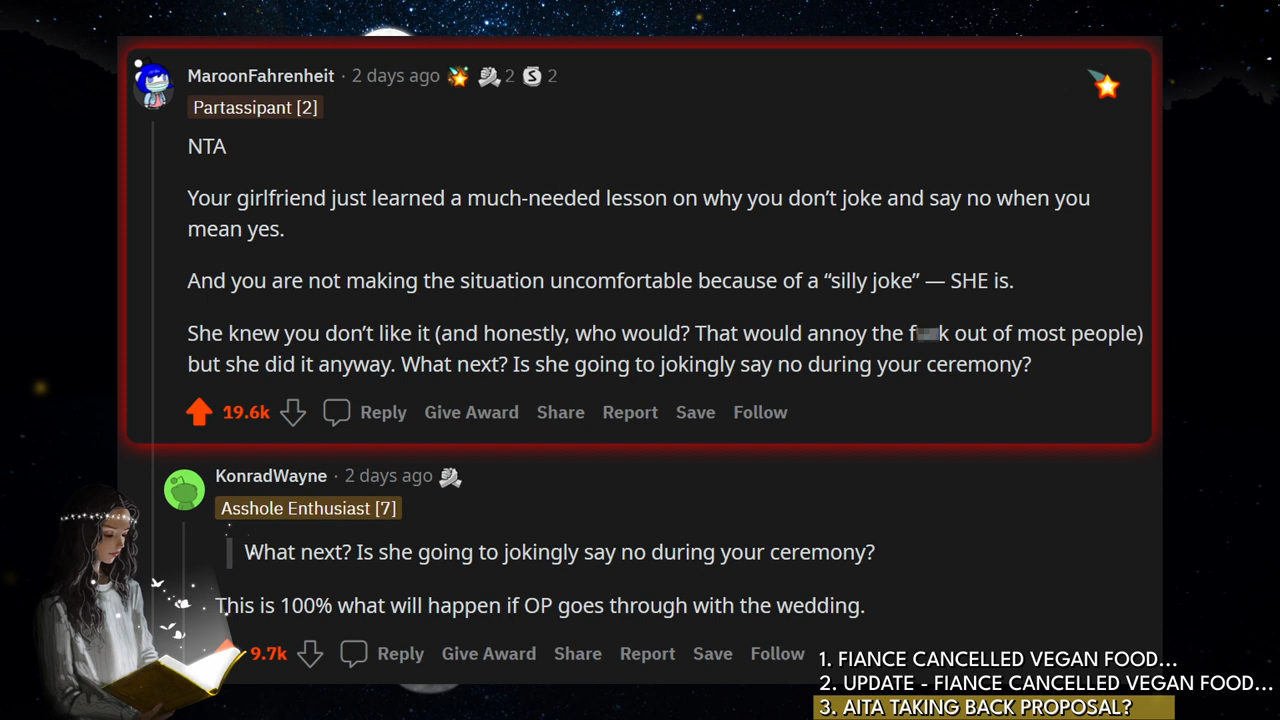 MaroonFahrenheit · 2 days ago 2 2
Partassipant [2]
NTA
Your girlfriend just learned a much-needed lesson on why you don’t joke and say no when you
mean yes.
And you are not making the situation uncomfortable because of a “silly joke” — SHE is.
She knew you don’t like it (and honestly, who would? That would annoy the f k out of most people)
but she did it anyway. What next? Is she going to jokingly say no during your ceremony?
19.6k Reply Give Award Share Report Save Follow
KonradWayne · 2 days ago
Asshole Enthusiast [7]
What next? Is she going to jokingly say no during your ceremony?
This is 100% what will happen if OP goes through with the wedding.
9.7k Reply Give Award Share Report Save Follow
1. FIANCE CANCELLED VEGAN FOOD...
2. UPDATE - FIANCE CANCELLED VEGAN FOOD...
3. AITA TAKING BACK PROPOSAL?